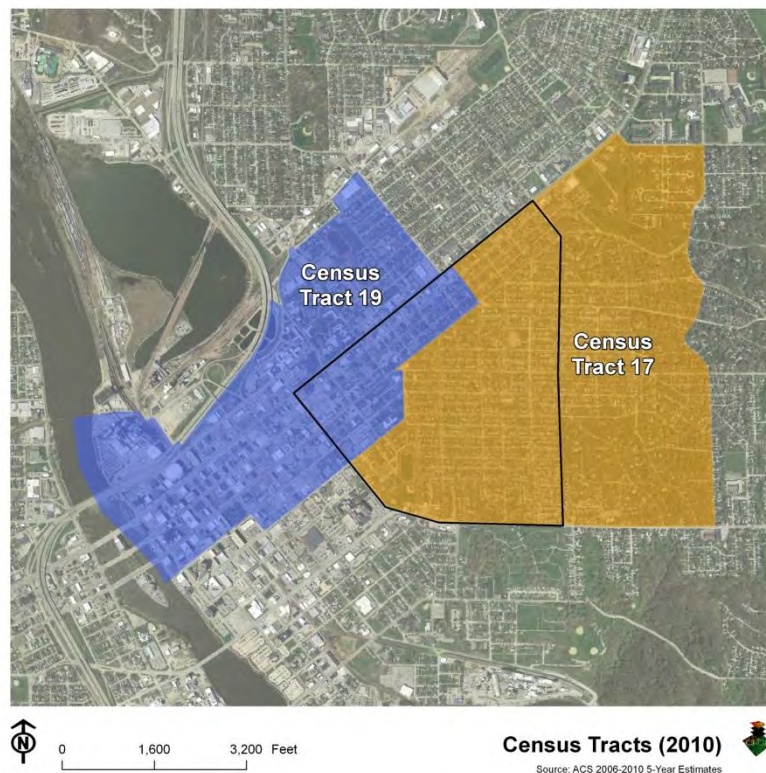 Census
Tract 19
Census
Tract 17
N
0
1,600
3,200 Feet
Census Tracts (2010)
Source: ACS 2006-2010 5-Year Estimates